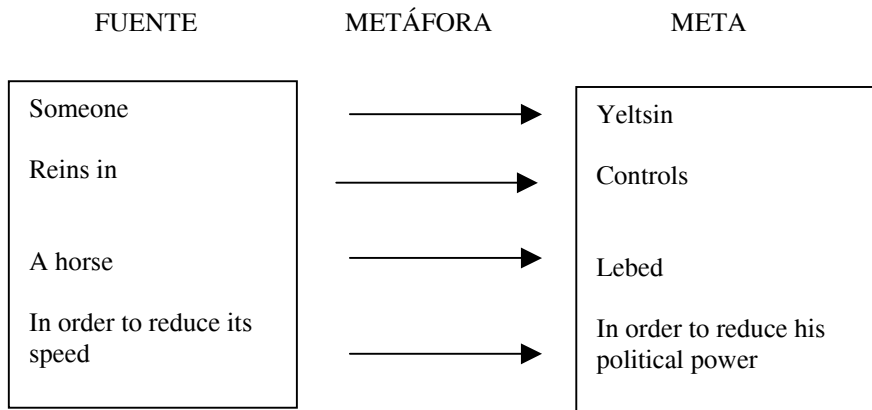 FUENTE METÁFORA META
Someone Yeltsin
Reins in Controls
A horse Lebed
In order to reduce its In order to reduce his
speed political power